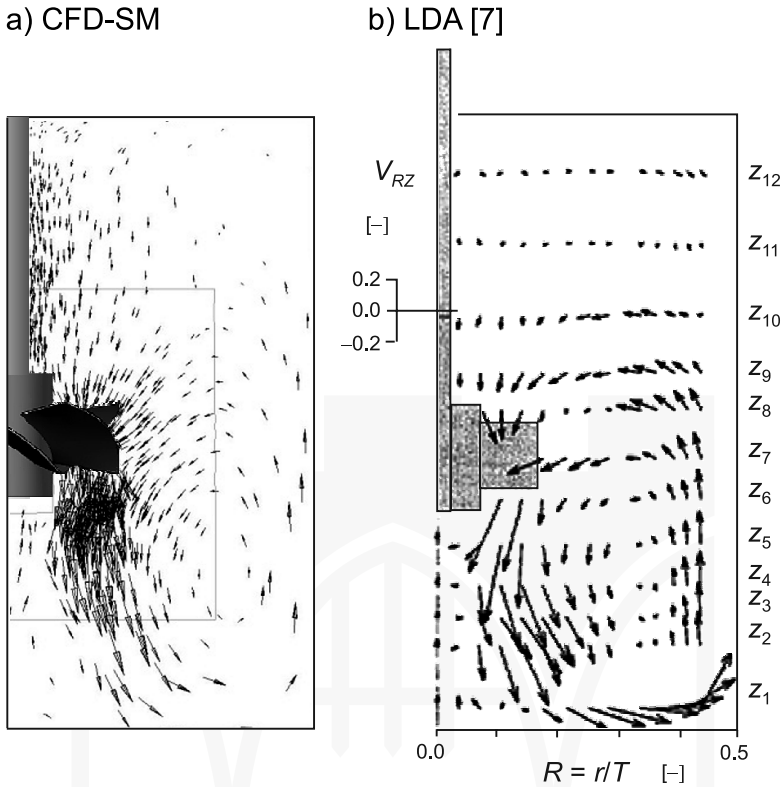 a) CFD-SM
b) LDA [7]
V_RZ
[–]
0.2
0.0
–0.2
z_12
z_11
z_10
z_9
z_8
z_7
z_6
z_5
z_4
z_3
z_2
z_1
0.0
0.5
R = r/T [–]